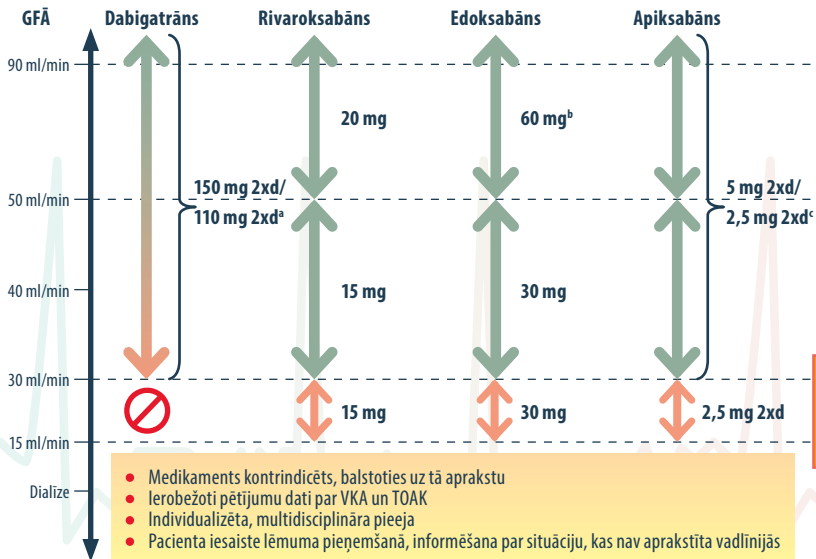 GFĀ Dabigatrāns Rivaroksabāns Edoksabāns Apiksabāns
90 ml/min
20 mg 60 mgᵇ
50 ml/min 150 mg 2xd/ 5 mg 2xd/
110 mg 2xdᵃ 2,5 mg 2xdᶜ
40 ml/min 15 mg 30 mg
30 ml/min
15 mg 30 mg 2,5 mg 2xd
15 ml/min
Dialīze
• Medikaments kontrindicēts, balstoties uz tā aprakstu
• Ierobežoti pētījumu dati par VKA un TOAK
• Individualizēta, multidisciplināra pieeja
• Pacienta iesaiste lēmuma pieņemšanā, informēšana par situāciju, kas nav aprakstīta vadlīnijās